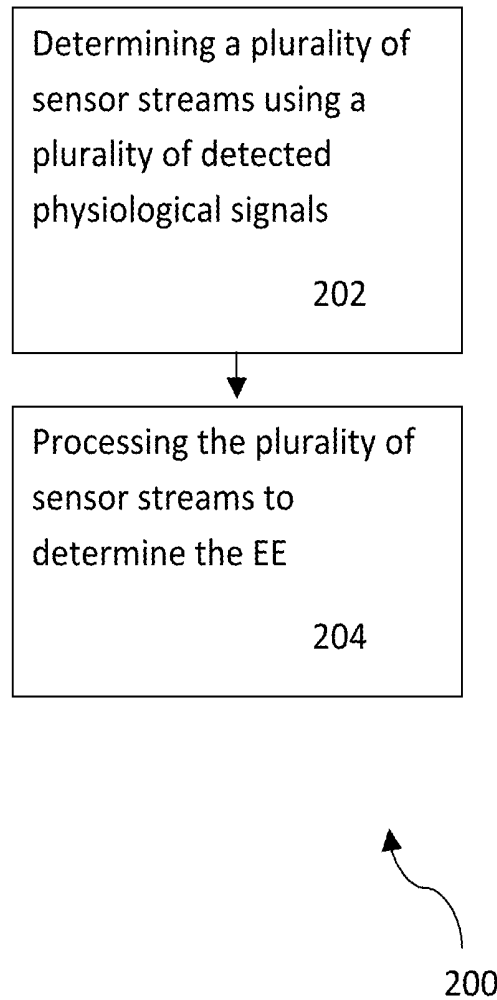 Determining a plurality of
sensor streams using a
plurality of detected
physiological signals
202
Processing the plurality of
sensor streams to
determine the EE
204
200